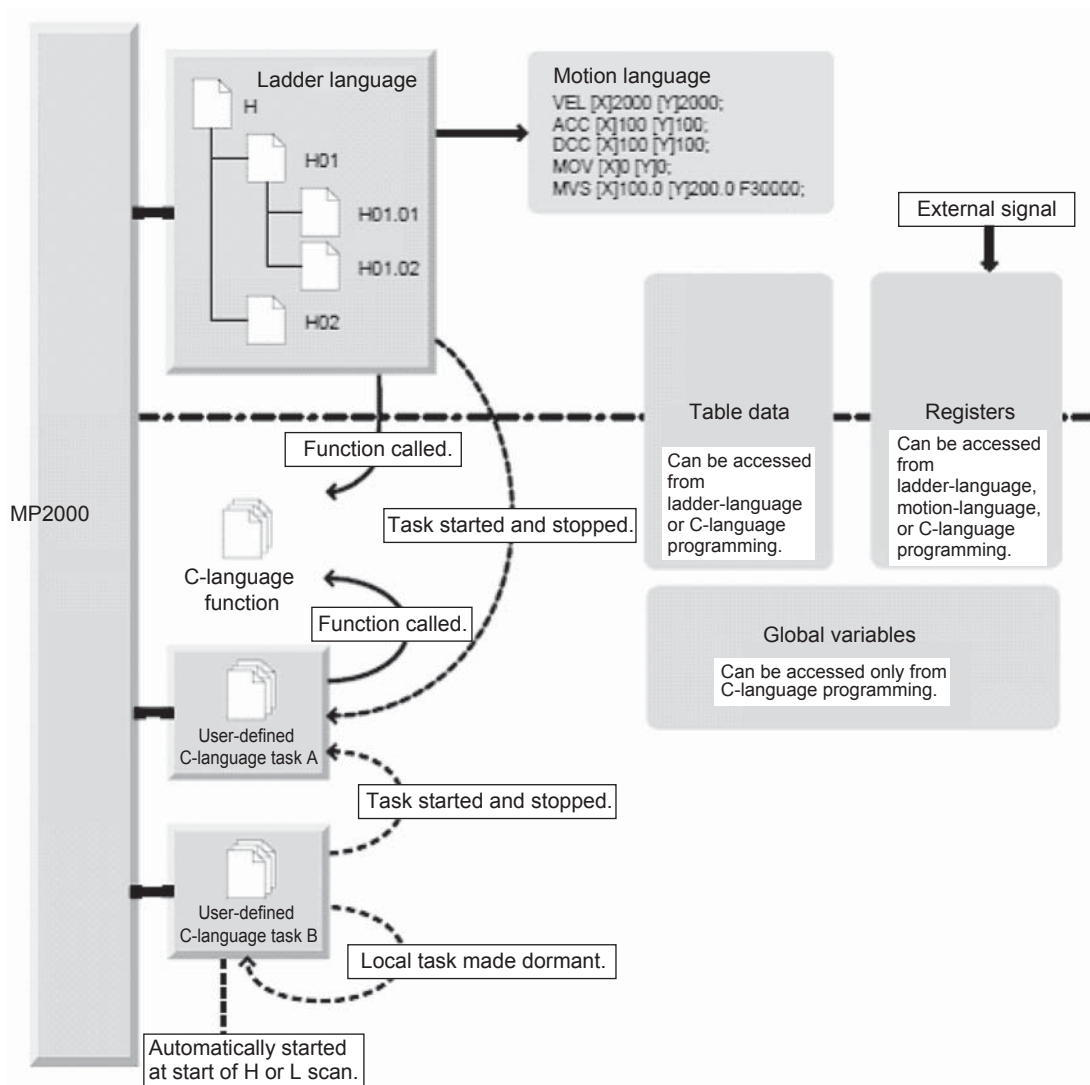 Ladder language
H
H01
H01.01
H01.02
H02
Motion language
VEL [X]2000 [Y]2000;
ACC [X]100 [Y]100;
DCC [X]100 [Y]100;
MOV [X]0 [Y]0;
MVS [X]100.0 [Y]200.0 F30000;
External signal
Table data
Can be accessed
from
ladder-language
or C-language
programming.
Registers
Can be accessed
from
ladder-language,
motion-language,
or C-language
programming.
Function called.
MP2000
Task started and stopped.
C-language
function
Function called.
Global variables
Can be accessed only from
C-language programming.
User-defined
C-language task A
Task started and stopped.
User-defined
C-language task B
Local task made dormant.
Automatically started
at start of H or L scan.